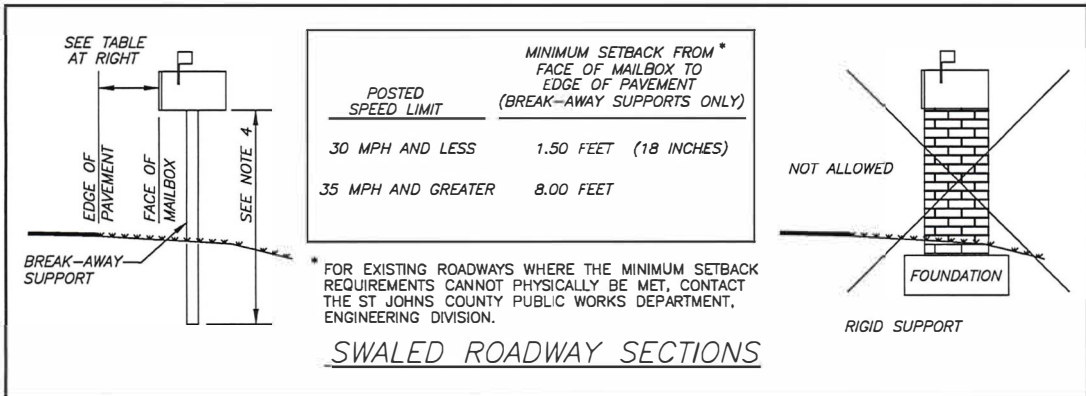 SEE TABLE
AT RIGHT
EDGE OF
PAVEMENT
FACE OF
MAILBOX
SEE NOTE 4
BREAK-AWAY
SUPPORT
POSTED
SPEED LIMIT
MINIMUM SETBACK FROM *
FACE OF MAILBOX TO
EDGE OF PAVEMENT
(BREAK-AWAY SUPPORTS ONLY)
30 MPH AND LESS 1.50 FEET (18 INCHES)
35 MPH AND GREATER 8.00 FEET
* FOR EXISTING ROADWAYS WHERE THE MINIMUM SETBACK
REQUIREMENTS CANNOT PHYSICALLY BE MET, CONTACT
THE ST JOHNS COUNTY PUBLIC WORKS DEPARTMENT,
ENGINEERING DIVISION.
SWALED ROADWAY SECTIONS
NOT ALLOWED
FOUNDATION
RIGID SUPPORT